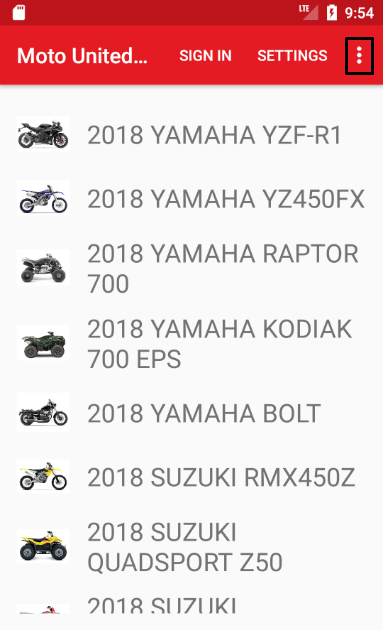 LTE 9:54
Moto United... SIGN IN SETTINGS
2018 YAMAHA YZF-R1
2018 YAMAHA YZ450FX
2018 YAMAHA RAPTOR
700
2018 YAMAHA KODIAK
700 EPS
2018 YAMAHA BOLT
2018 SUZUKI RMX450Z
2018 SUZUKI
QUADSPORT Z50
2018 SUZUKI